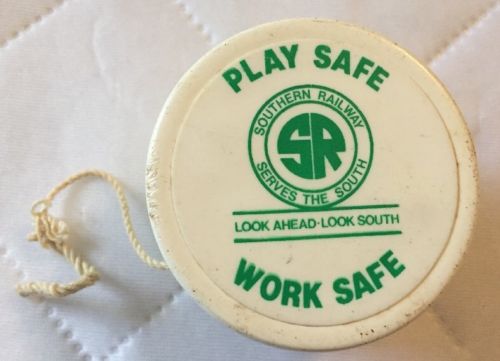 PLAY SAFE
SOUTHERN RAILWAY
SR
SERVES THE SOUTH
LOOK AHEAD·LOOK SOUTH
WORK SAFE